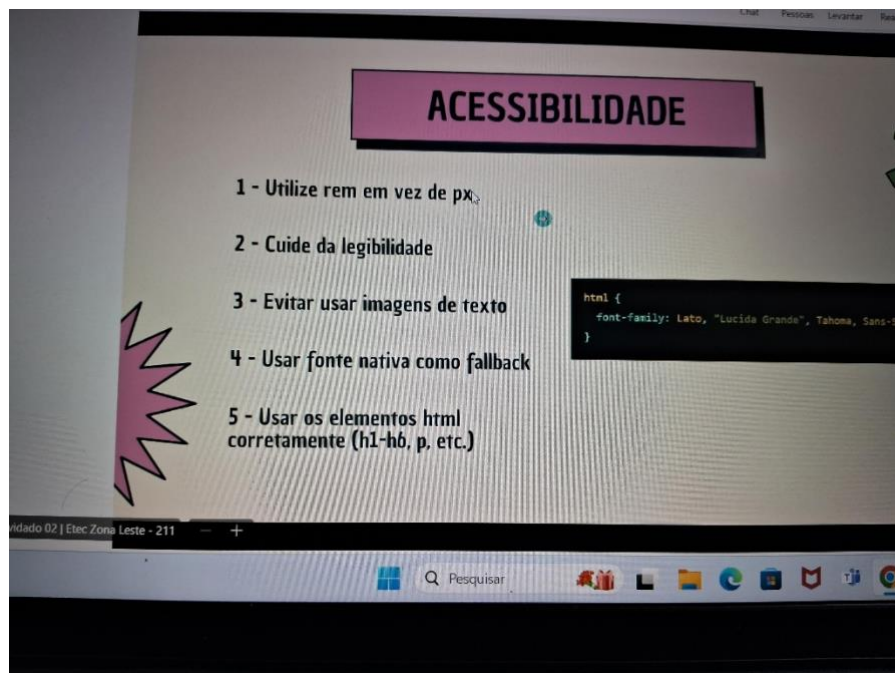 Chat Pessoas Levantar
ACESSIBILIDADE
1 - Utilize rem em vez de px
2 - Cuide da legibilidade
3 - Evitar usar imagens de texto
4 - Usar fonte nativa como fallback
5 - Usar os elementos html
corretamente (h1-h6, p, etc.)
html {
font-family: Lato, "Lucida Grande", Tahoma,
}
vidado 02 | Etec Zona Leste - 211
Pesquisar